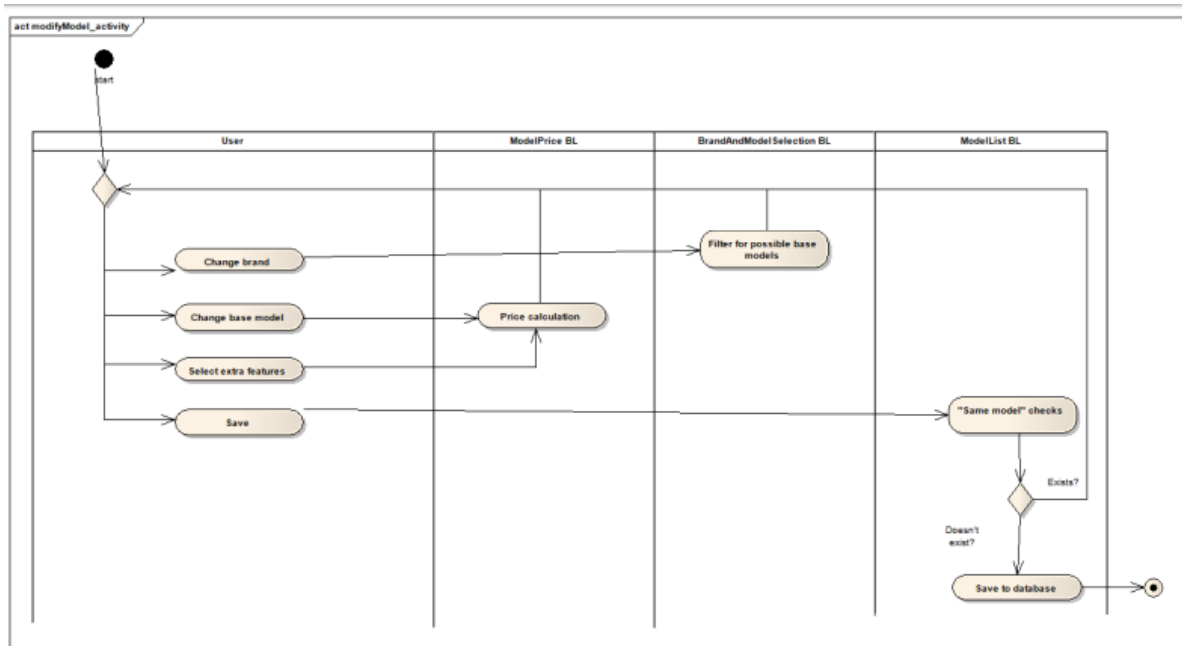 act modifyModel_activity
start
User
ModelPrice BL
BrandAndModelSelection BL
ModelList BL
Change brand
Filter for possible base
models
Change base model
Price calculation
Select extra features
Save
"Same model" checks
Exists?
Doesn't
exist?
Save to database